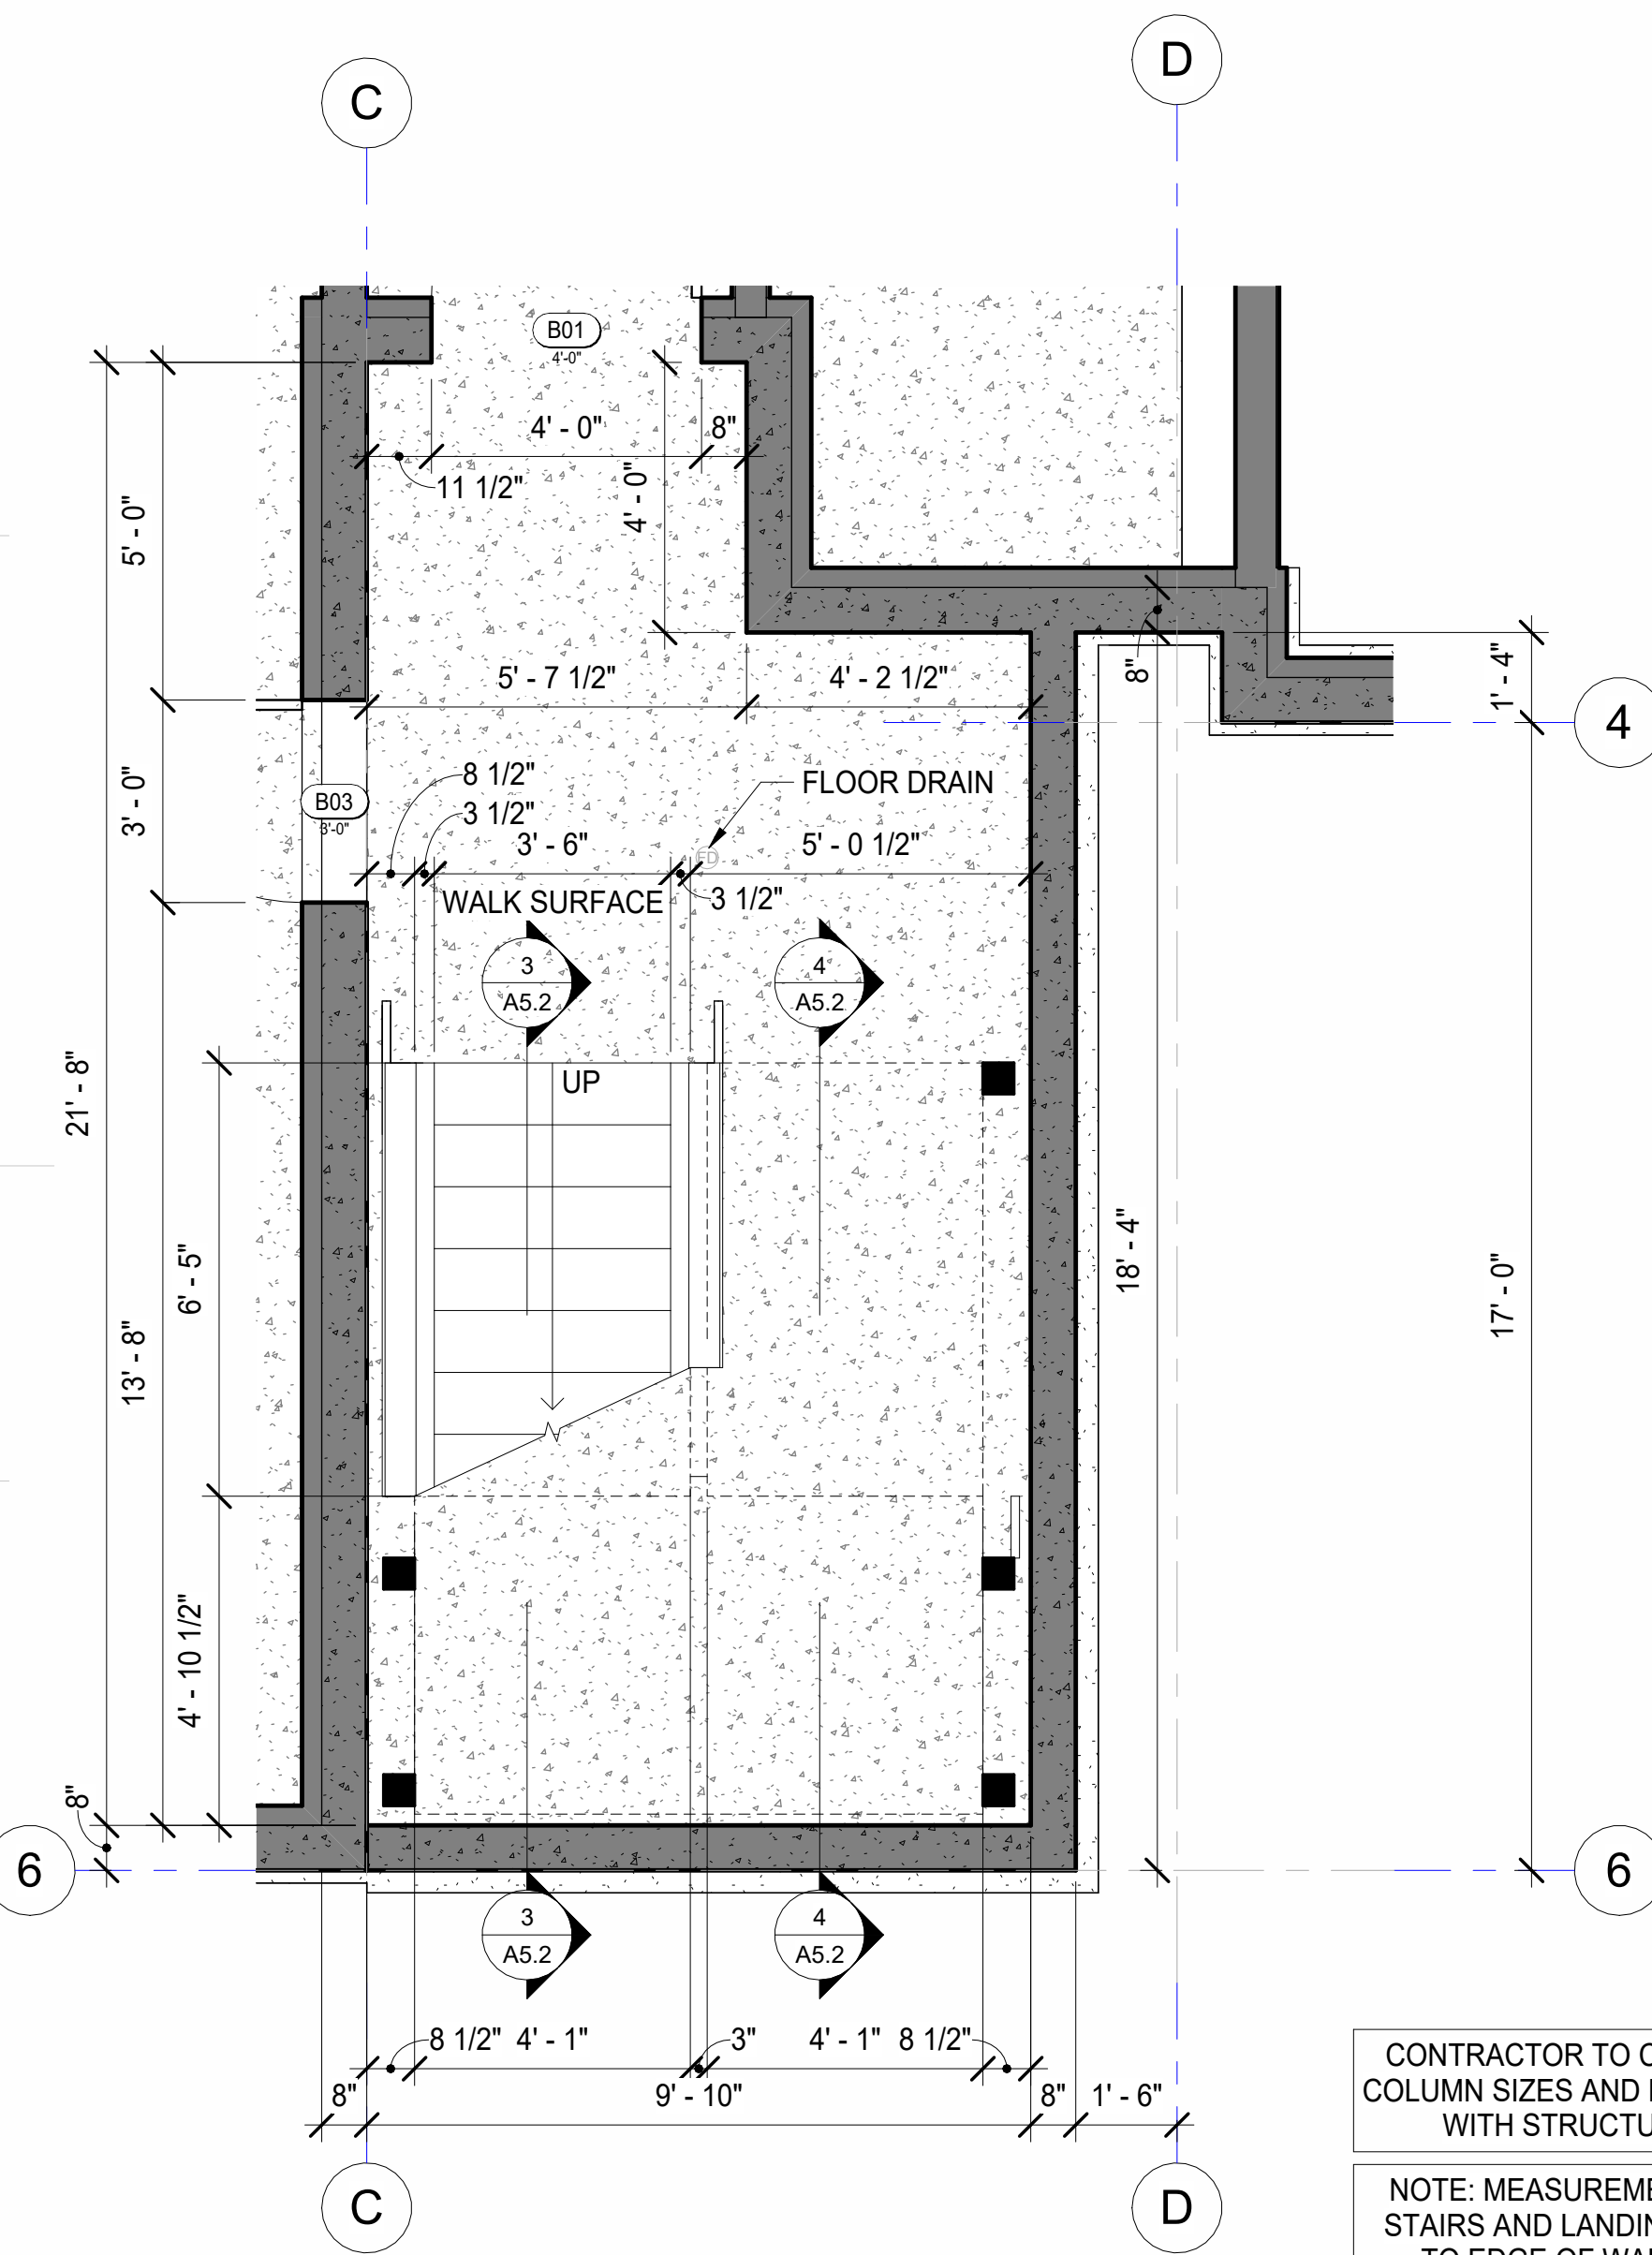 D
C
B01
4'-0"
4' - 0"
8"
11 1/2"
4' - 0"
5' - 0"
5' - 7 1/2"
4' - 2 1/2"
8"
1' - 4"
4
8 1/2"
FLOOR DRAIN
3' - 0"
B03
3'-0"
3 1/2"
3' - 6"
5' - 0 1/2"
FD
WALK SURFACE
3 1/2"
3
A5.2
4
A5.2
UP
21' - 8"
6' - 5"
18' - 4"
17' - 0"
13' - 8"
4' - 10 1/2"
8"
6
6
3
A5.2
4
A5.2
8 1/2"
4' - 1"
3"
4' - 1"
8 1/2"
8"
9' - 10"
8"
1' - 6"
CONTRACTOR TO
COLUMN SIZES AND
WITH
C
D
NOTE:
STAIRS AND
TO EDGE OF